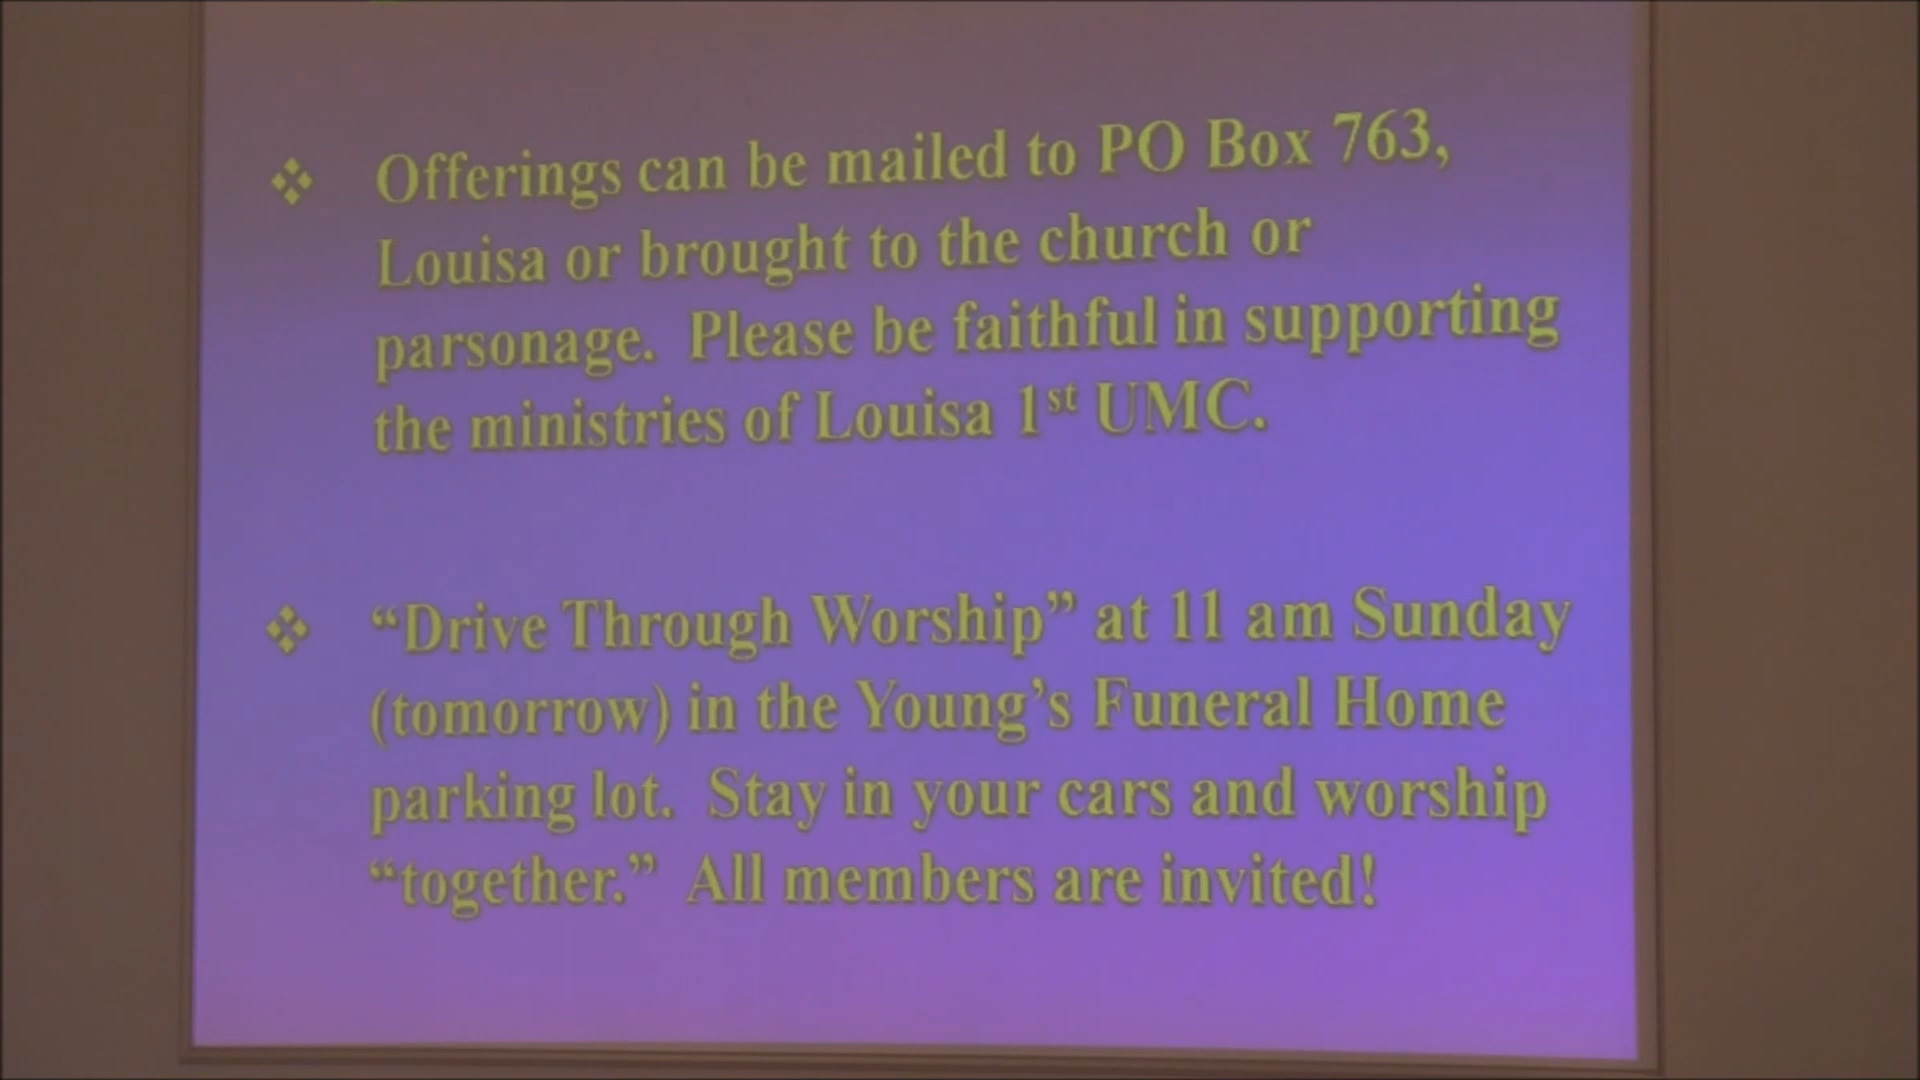 ❖ Offerings can be mailed to PO Box 763,
Louisa or brought to the church or
parsonage. Please be faithful in supporting
the ministries of Louisa 1st UMC.
❖ “Drive Through Worship” at 11 am Sunday
(tomorrow) in the Young’s Funeral Home
parking lot. Stay in your cars and worship
“together.” All members are invited!